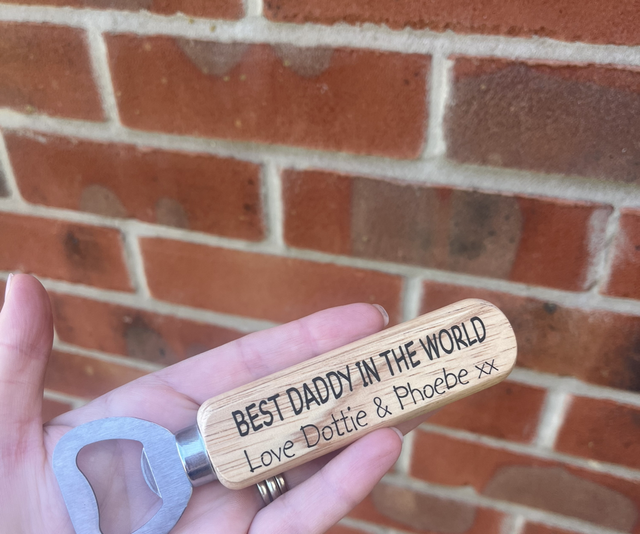 BEST DADDY IN THE WORLD
Love Dottie & Phoebe xx